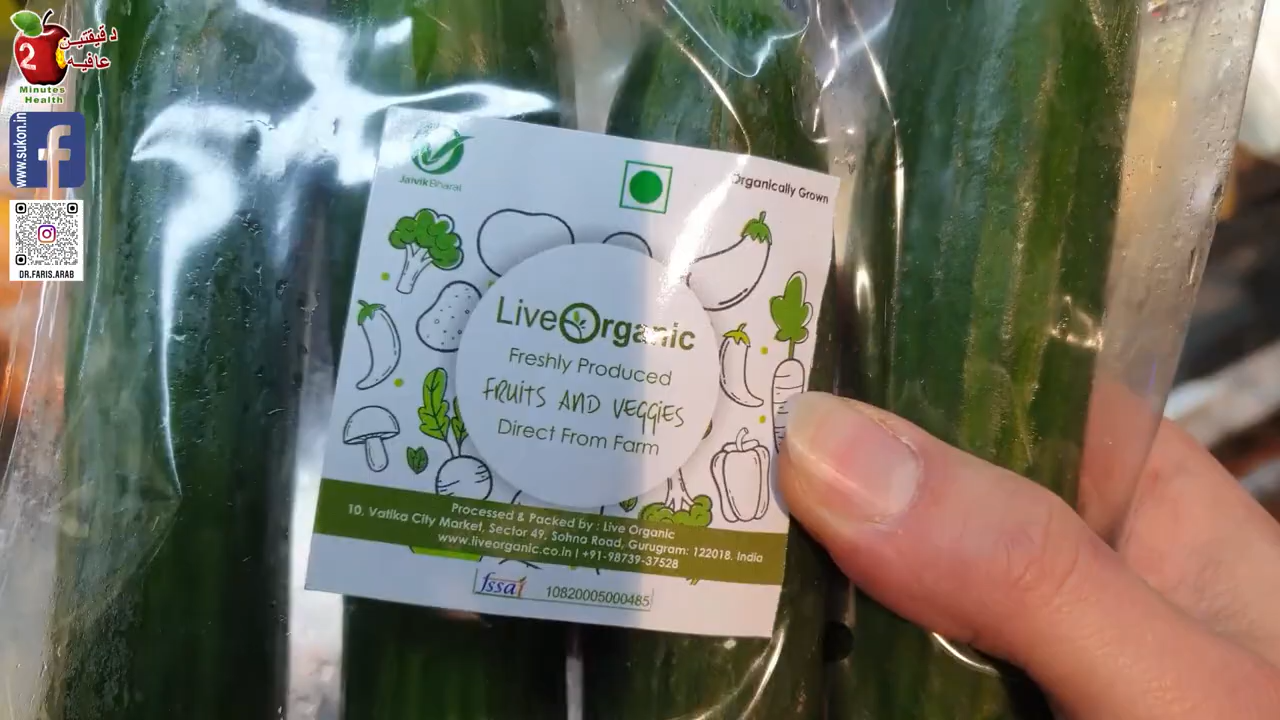 2
دقيقتين
عافيه
Minutes
Health
www.sukon.in
f
DR.FARIS.ARAB
Jaivik Bharat
Organically Grown
LiveOrganic
Freshly Produced
FRUITS AND VEGGIES
Direct From Farm
Processed & Packed by : Live Organic
10, Vatika City Market, Sector 49, Sohna Road, Gurugram: 122018, India
www.liveorganic.co.in | +91-98739-37528
fssai 10820005000485